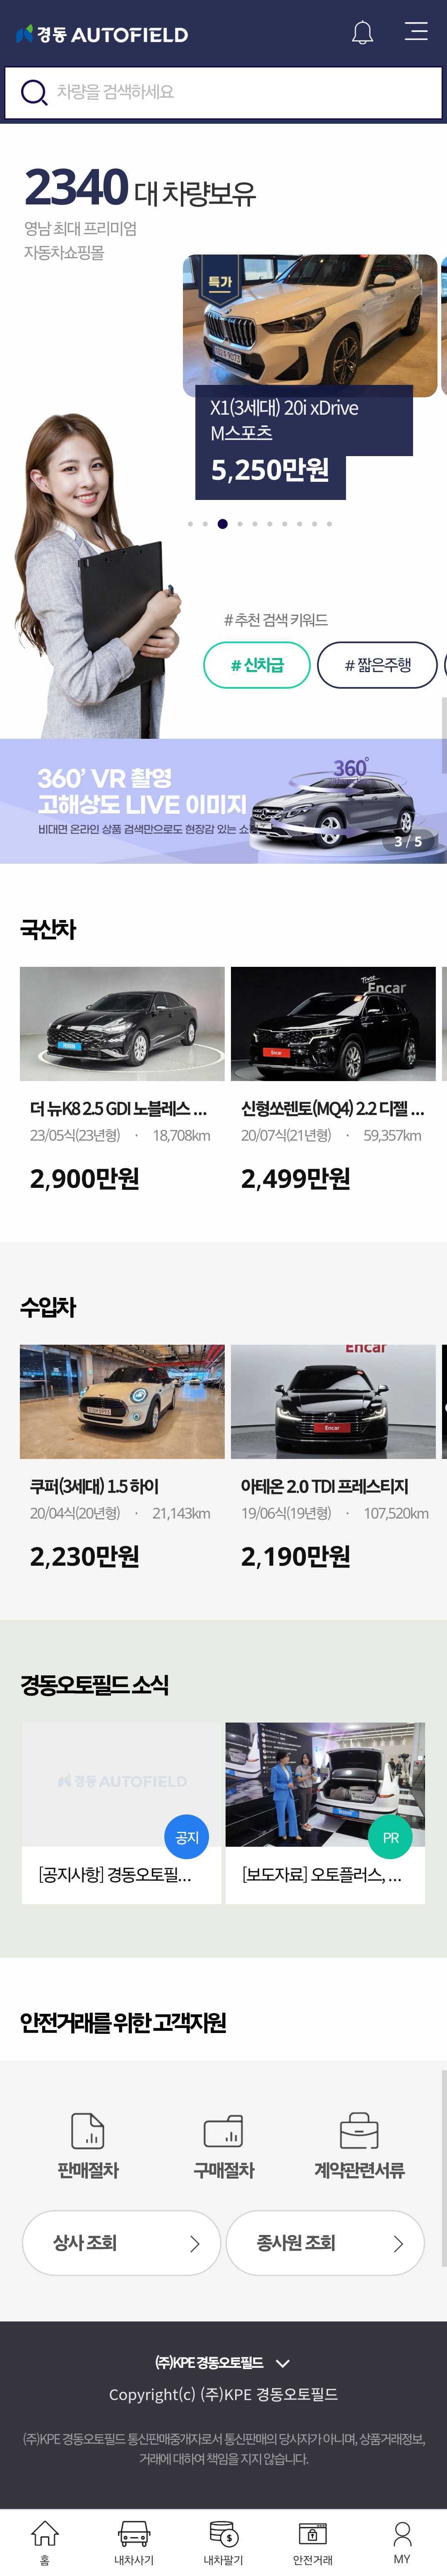 경동 AUTOFIELD
차량을 검색하세요
2340 대 차량보유
영남 최대 프리미엄
자동차쇼핑몰
특가
X1(3세대) 20i xDrive
M스포츠
5,250만원
# 추천 검색 키워드
# 신차급
# 짧은주행
360° VR 촬영
고해상도 LIVE 이미지
비대면 온라인 상품 검색만으로도 현장감 있는 쇼
360°
3 / 5
국산차
Encar
Encar
더 뉴K8 2.5 GDI 노블레스 ...
신형쏘렌토(MQ4) 2.2 디젤 ...
23/05식(23년형) · 18,708km
20/07식(21년형) · 59,357km
2,900만원
2,499만원
수입차
Encar
Encar
쿠퍼(3세대) 1.5 하이
아테온 2.0 TDI 프레스티지
20/04식(20년형) · 21,143km
19/06식(19년형) · 107,520km
2,230만원
2,190만원
경동오토필드 소식
경동 AUTOFIELD
공지
PR
[공지사항] 경동오토필...
[보도자료] 오토플러스, ...
안전거래를 위한 고객지원
판매절차
구매절차
계약관련서류
상사 조회
종사원 조회
(주)KPE 경동오토필드
Copyright(c) (주)KPE 경동오토필드
(주)KPE 경동오토필드 통신판매중개자로서 통신판매의 당사자가 아니며, 상품거래정보,
거래에 대하여 책임을 지지 않습니다.
홈
내차사기
내차팔기
안전거래
MY